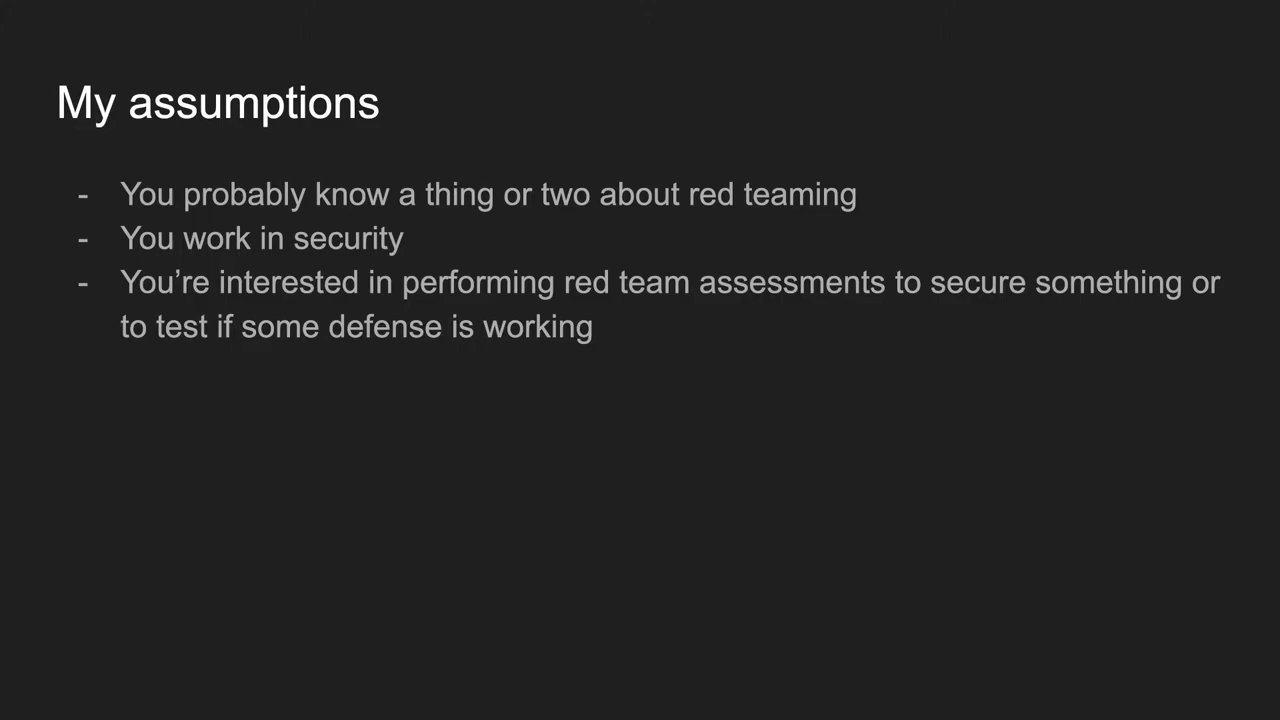 My assumptions
- You probably know a thing or two about red teaming
- You work in security
- You’re interested in performing red team assessments to secure something or
to test if some defense is working